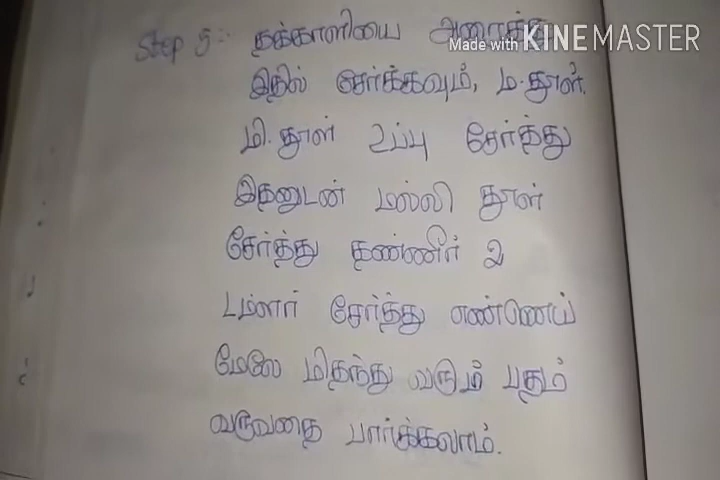 Step 5:- தக்காளியை அரைத்து
Made with KINEMASTER
இதில் சேர்க்கவும், ம.தூள்.
மி.தூள் உப்பு சேர்த்து
இதனுடன் மல்லி தூள்
சேர்த்து தண்ணீர் 2
டம்ளர் சேர்த்து எண்ணெய்
மேலே மிதந்து வரும் பதம்
வருவதை பார்க்கலாம்.